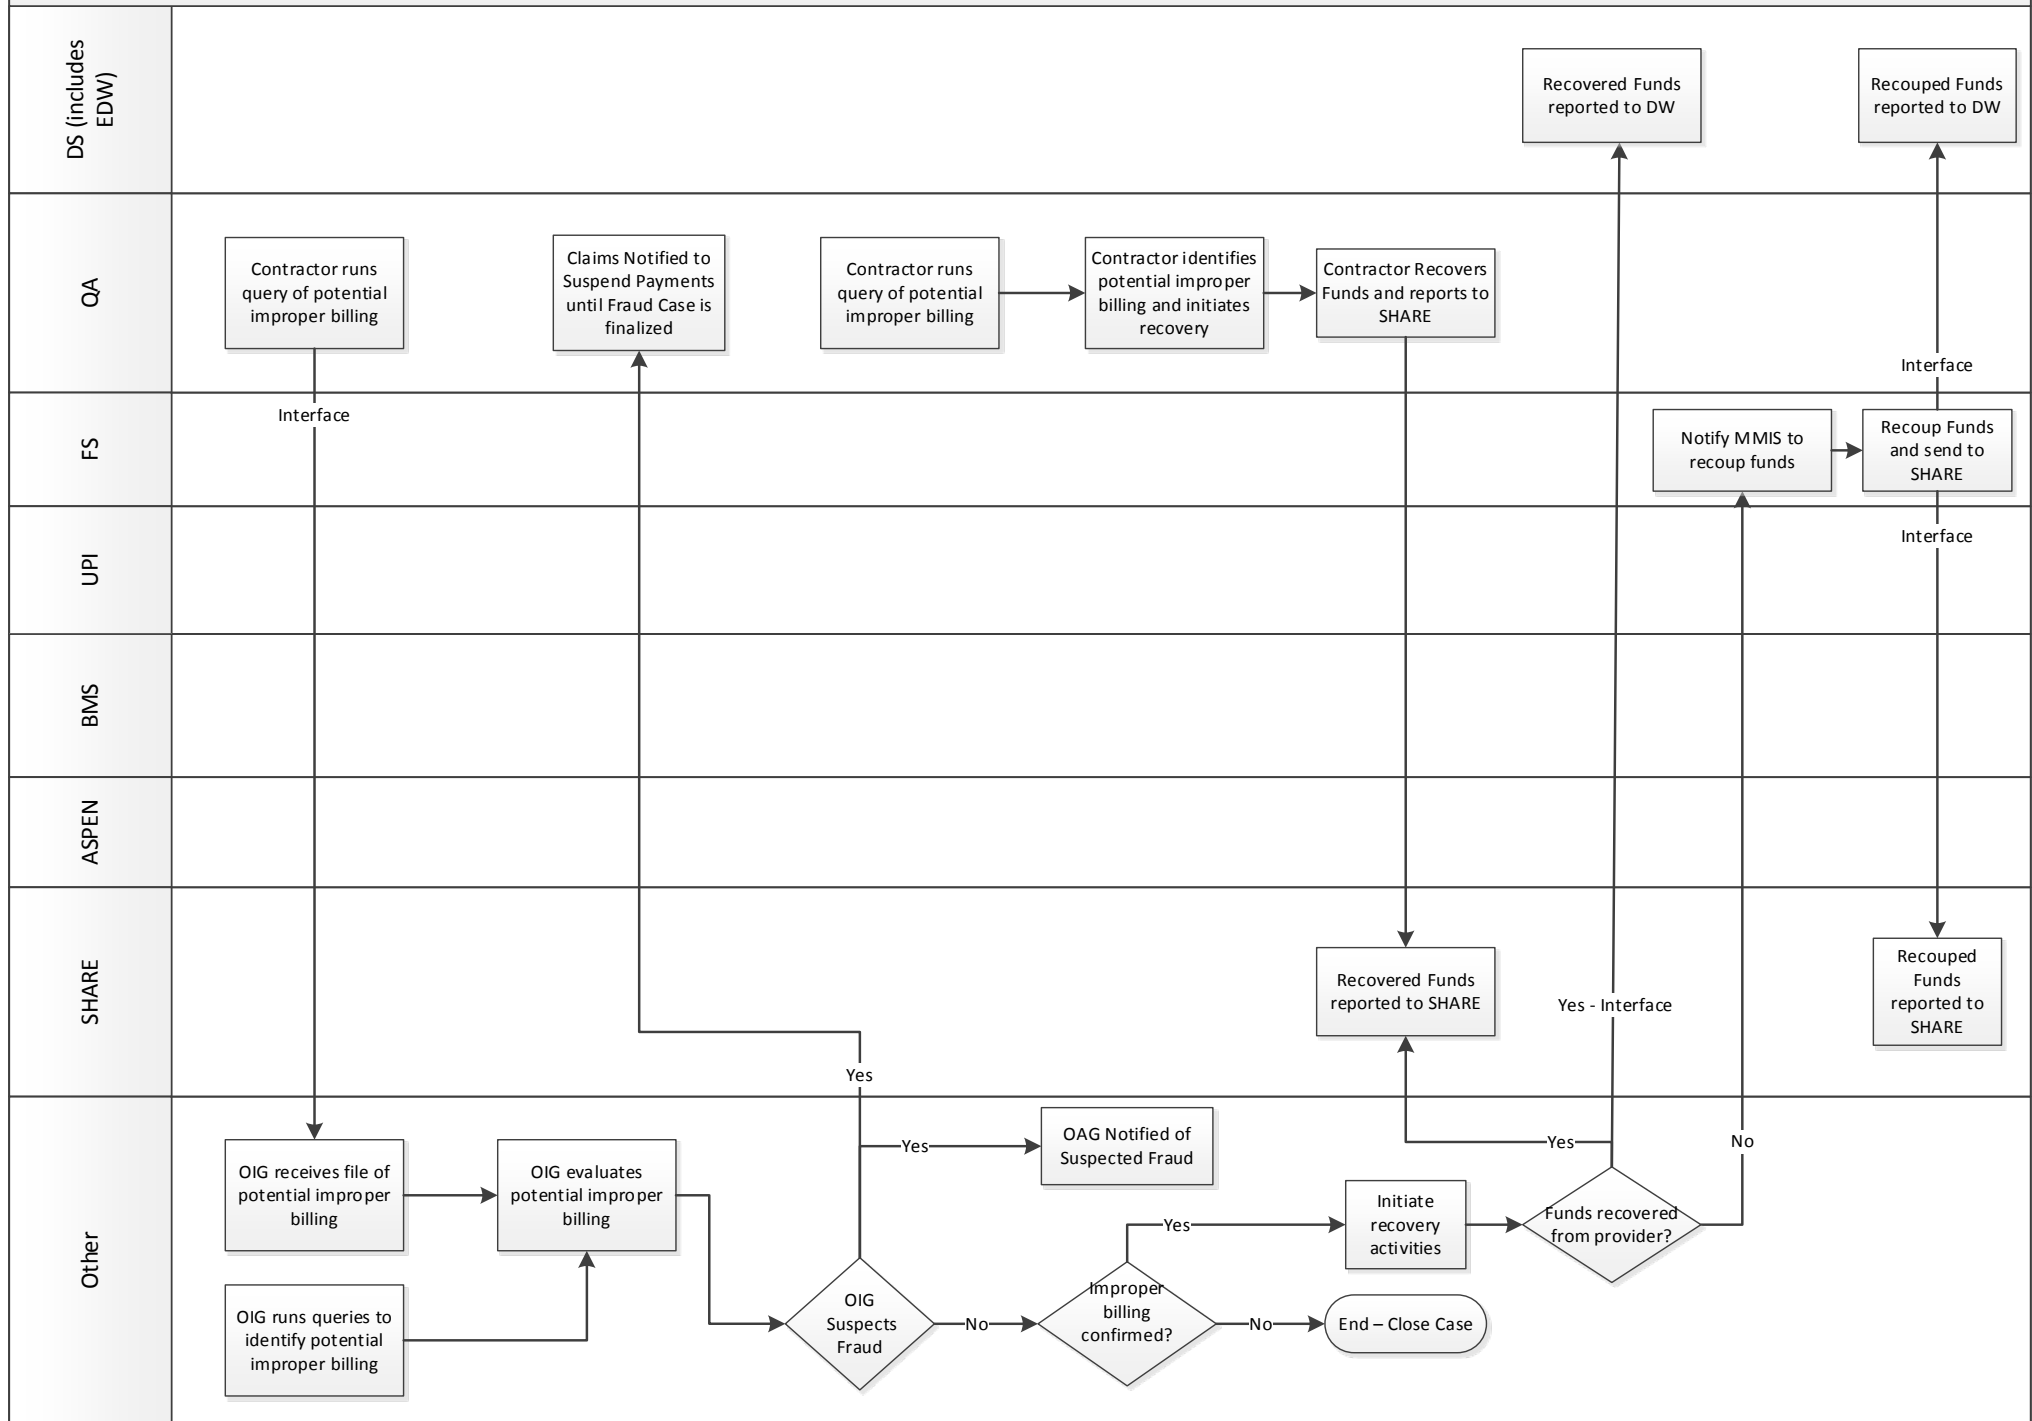 DS (includes
EDW)
Recovered Funds
reported to DW
Recouped Funds
reported to DW
QA
Contractor runs
query of potential
improper billing
Claims Notified to
Suspend Payments
until Fraud Case is
finalized
Contractor runs
query of potential
improper billing
Contractor identifies
potential improper
billing and initiates
recovery
Contractor Recovers
Funds and reports to
SHARE
Interface
Interface
FS
Notify MMIS to
recoup funds
Recoup Funds
and send to
SHARE
UPI
Interface
BMS
ASPEN
SHARE
Recovered Funds
reported to SHARE
Yes - Interface
Recouped
Funds
reported to
SHARE
Yes
Other
OIG receives file of
potential improper
billing
OIG evaluates
potential improper
billing
Yes
OAG Notified of
Suspected Fraud
Yes
No
Yes
Initiate
recovery
activities
Funds recovered
from provider?
OIG runs queries to
identify potential
improper billing
OIG
Suspects
Fraud
No
Improper
billing
confirmed?
No
End – Close Case